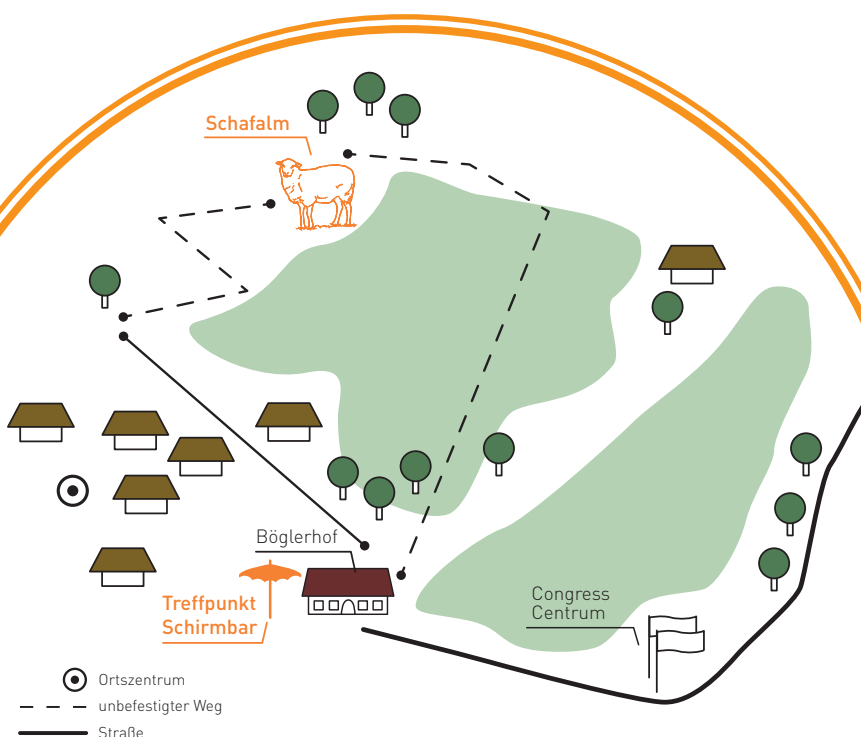 Schafalm
Böglerhof
Treffpunkt
Schirmbar
Congress
Centrum
Ortszentrum
unbefestigter Weg
Straße